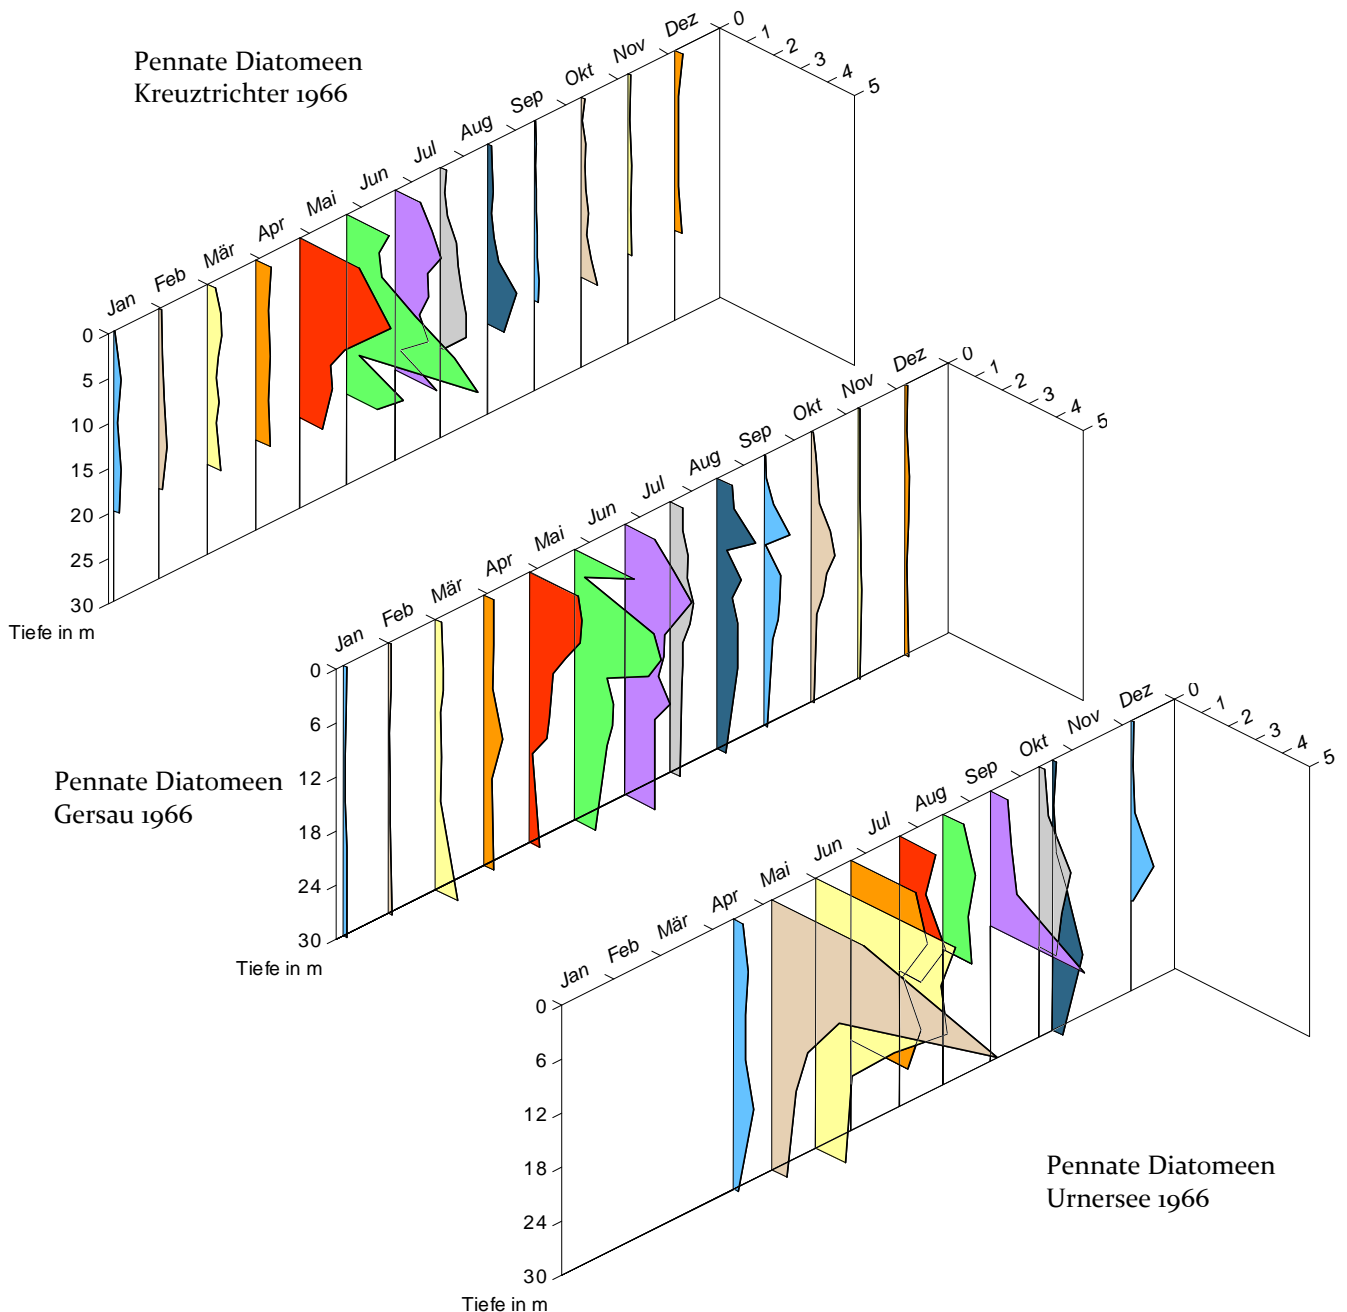 Pennate Diatomeen
Kreuztrichter 1966
Jan
Feb
Mär
Apr
Mai
Jun
Jul
Aug
Sep
Okt
Nov
Dez
0
1
2
3
4
5
0
5
10
15
20
25
30
Tiefe in m
Pennate Diatomeen
Gersau 1966
Jan
Feb
Mär
Apr
Mai
Jun
Jul
Aug
Sep
Okt
Nov
Dez
0
1
2
3
4
5
0
6
12
18
24
30
Tiefe in m
Pennate Diatomeen
Urnersee 1966
Jan
Feb
Mär
Apr
Mai
Jun
Jul
Aug
Sep
Okt
Nov
Dez
0
1
2
3
4
5
0
6
12
18
24
30
Tiefe in m